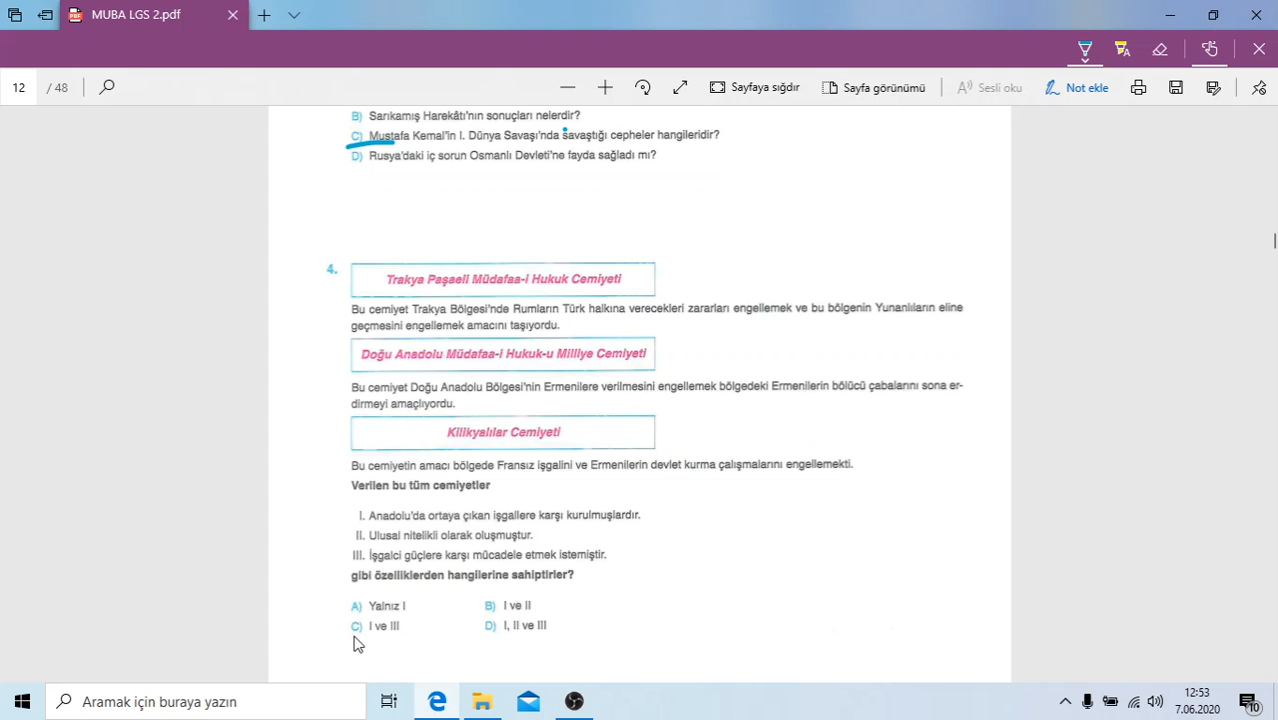 MUBA LGS 2.pdf
12 / 48
Sayfaya sığdır
Sayfa görünümü
Sesli oku
Not ekle
B) Sarıkamış Harekâtı'nın sonuçları nelerdir?
C) Mustafa Kemal'in I. Dünya Savaşı'nda savaştığı cepheler hangileridir?
D) Rusya'daki iç sorun Osmanlı Devleti'ne fayda sağladı mı?
4.
Trakya Paşaeli Müdafaa-i Hukuk Cemiyeti
Bu cemiyet Trakya Bölgesi'nde Rumların Türk halkına verecekleri zararları engellemek ve bu bölgenin Yunanlıların eline
geçmesini engellemek amacını taşıyordu.
Doğu Anadolu Müdafaa-i Hukuk-u Milliye Cemiyeti
Bu cemiyet Doğu Anadolu Bölgesi'nin Ermenilere verilmesini engellemek bölgedeki Ermenilerin bölücü çabalarını sona er-
dirmeyi amaçlıyordu.
Kilikyalılar Cemiyeti
Bu cemiyetin amacı bölgede Fransız işgalini ve Ermenilerin devlet kurma çalışmalarını engellemekti.
Verilen bu tüm cemiyetler
I. Anadolu'da ortaya çıkan işgallere karşı kurulmuşlardır.
II. Ulusal nitelikli olarak oluşmuştur.
III. İşgalci güçlere karşı mücadele etmek istemiştir.
gibi özelliklerden hangilerine sahiptirler?
A) Yalnız I B) I ve II
C) I ve III D) I, II ve III
Aramak için buraya yazın
12:53
7.06.2020
10